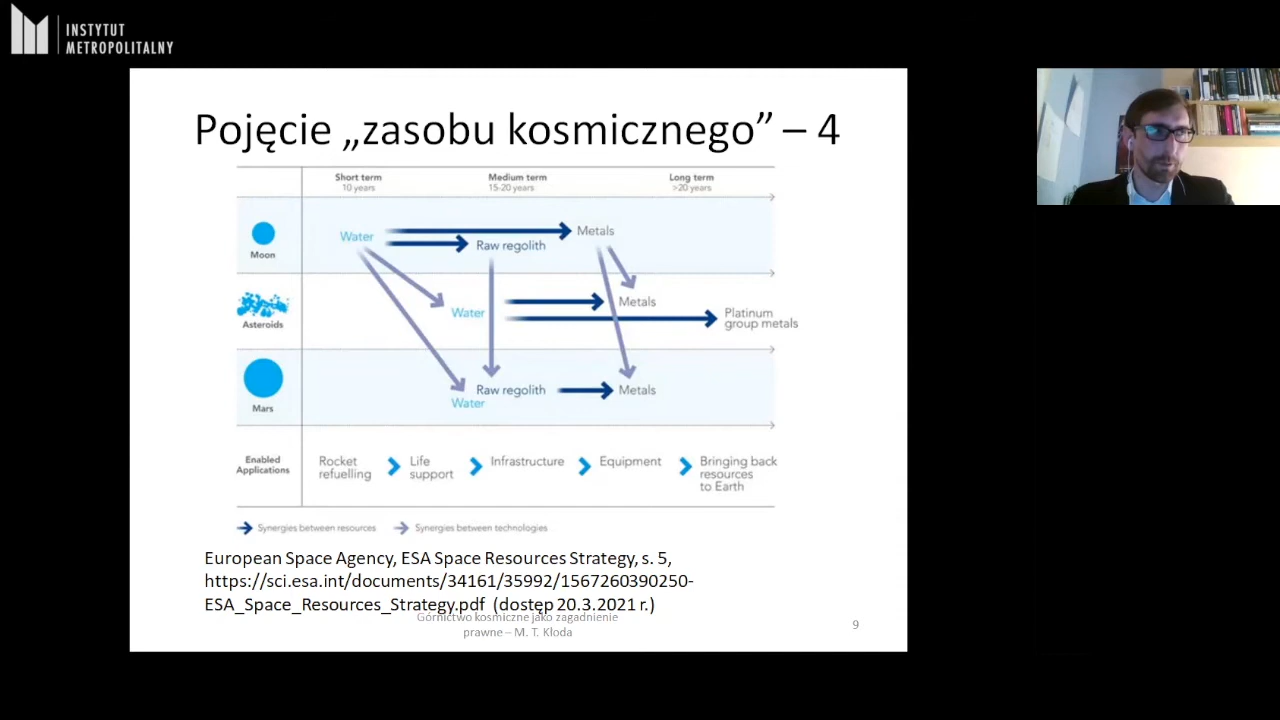 INSTYTUT
METROPOLITALNY
Pojęcie „zasobu kosmicznego” – 4
Short term
10 years
Medium term
15-20 years
Long term
>20 years
Moon
Water
Metals
Raw regolith
Asteroids
Water
Metals
Platinum
group metals
Mars
Raw regolith
Water
Metals
Enabled
Applications
Rocket
refuelling
Life
support
Infrastructure
Equipment
Bringing back
resources
to Earth
Synergies between resources
Synergies between technologies
European Space Agency, ESA Space Resources Strategy, s. 5,
https://sci.esa.int/documents/34161/35992/1567260390250-
ESA_Space_Resources_Strategy.pdf (dostęp 20.3.2021 r.)
Górnictwo kosmiczne jako zagadnienie
prawne – M. T. Kłoda
9